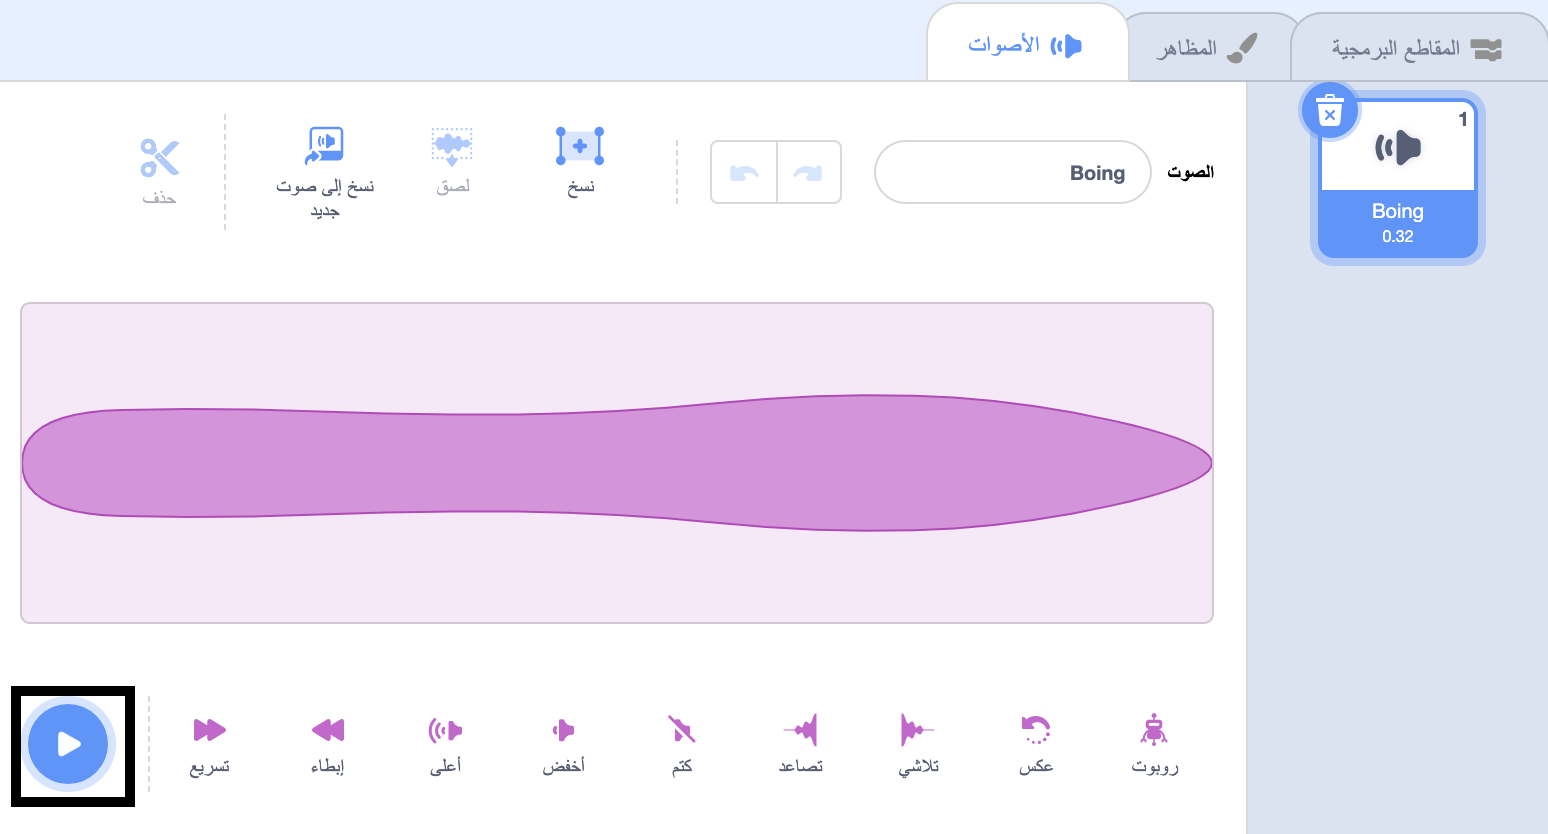 المقاطع البرمجية
المظاهر
الأصوات
1
Boing
0.32
الصوت
Boing
نسخ
لصق
نسخ إلى صوت
جديد
حذف
روبوت
عكس
تلاشي
تصاعد
كتم
أخفض
أعلى
إبطاء
تسريع